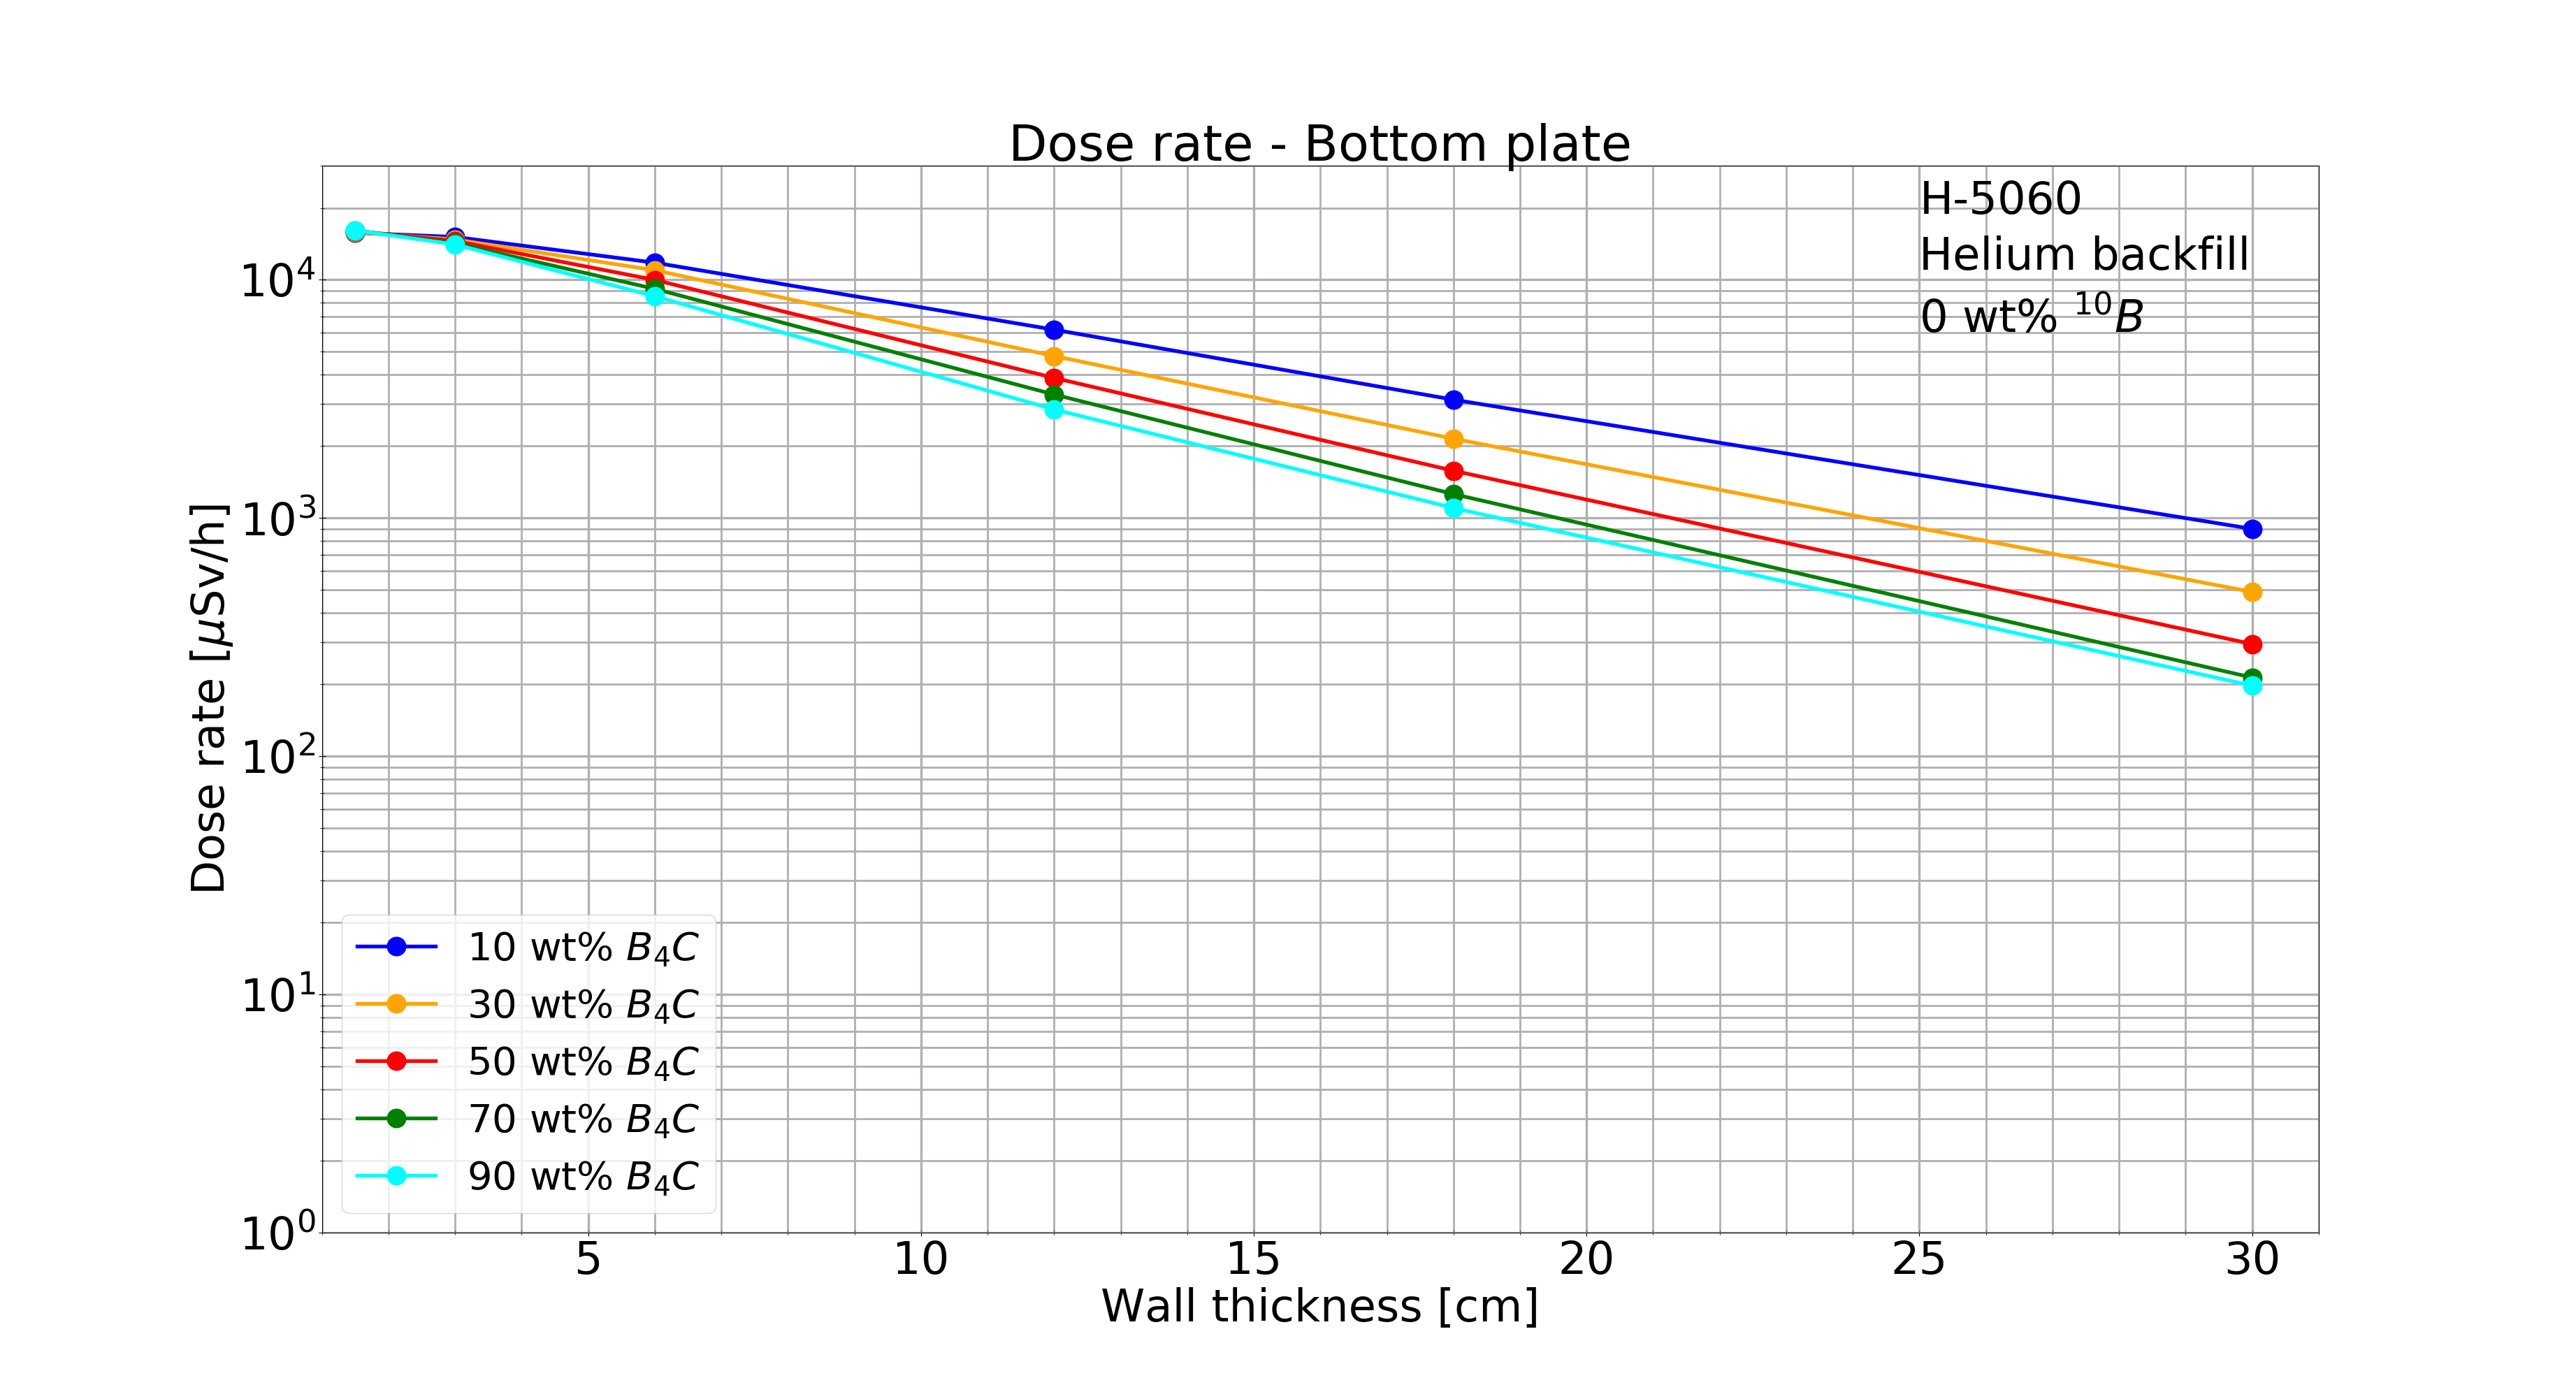 Dose rate - Bottom plate
H-5060
Helium backfill
0 wt% ¹⁰B
Dose rate [μSv/h]
10⁴
10³
10²
10¹
10⁰
10 wt% B₄C
30 wt% B₄C
50 wt% B₄C
70 wt% B₄C
90 wt% B₄C
5 10 15 20 25 30
Wall thickness [cm]